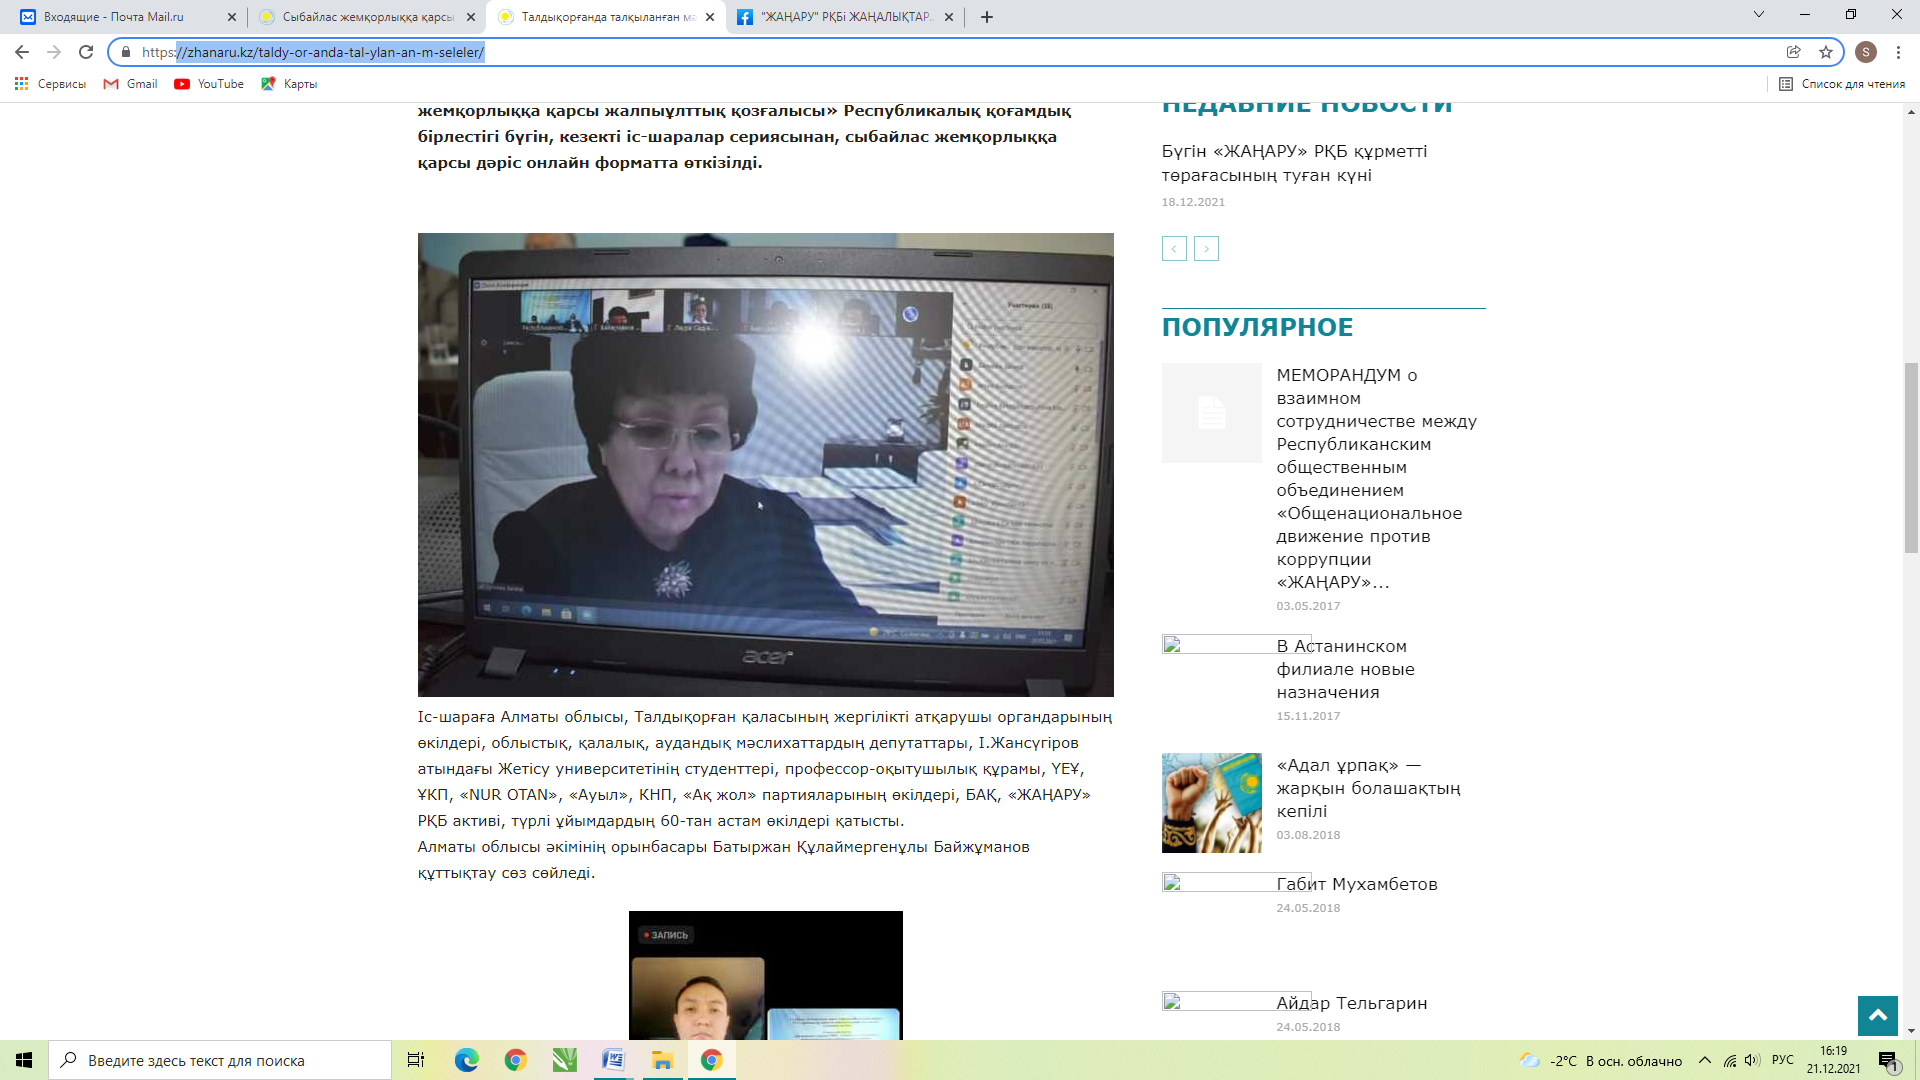 Входящие - Почта Mail.ru
Сыбайлас жемқорлыққа қарсы
Талдықорғанда талқыланған мә
"ЖАҢАРУ" РҚБі ЖАҢАЛЫҚТАР...
https://zhanaru.kz/taldy-or-anda-tal-ylan-an-m-seleler/
S
Сервисы
Gmail
YouTube
Карты
Список для чтения
жемқорлыққа қарсы жалпыұлттық қозғалысы» Республикалық қоғамдық
бірлестігі бүгін, кезекті іс-шаралар сериясынан, сыбайлас жемқорлыққа
қарсы дәріс онлайн форматта өткізілді.
acer
Іс-шараға Алматы облысы, Талдықорған қаласының жергілікті атқарушы органдарының
өкілдері, облыстық, қалалық, аудандық мәслихаттардың депутаттары, І.Жансүгіров
атындағы Жетісу университетінің студенттері, профессор-оқытушылық құрамы, ҮЕҰ,
ҰКП, «NUR OTAN», «Ауыл», КНП, «Ақ жол» партияларының өкілдері, БАҚ, «ЖАҢАРУ»
РҚБ активі, түрлі ұйымдардың 60-тан астам өкілдері қатысты.
Алматы облысы әкімінің орынбасары Батыржан Құлаймергенұлы Байжұманов
құттықтау сөз сөйледі.
ЗАПИСЬ
НЕДАВНИЕ НОВОСТИ
Бүгін «ЖАҢАРУ» РҚБ құрметті
төрағасының туған күні
18.12.2021
ПОПУЛЯРНОЕ
МЕМОРАНДУМ о
взаимном
сотрудничестве между
Республиканским
общественным
объединением
«Общенациональное
движение против
коррупции
«ЖАҢАРУ»...
03.05.2017
В Астанинском
филиале новые
назначения
15.11.2017
«Адал ұрпақ» —
жарқын болашақтың
кепілі
03.08.2018
Габит Мухамбетов
24.05.2018
Айдар Тельгарин
24.05.2018
Введите здесь текст для поиска
-2°C В осн. облачно
РУС
16:19
21.12.2021
1